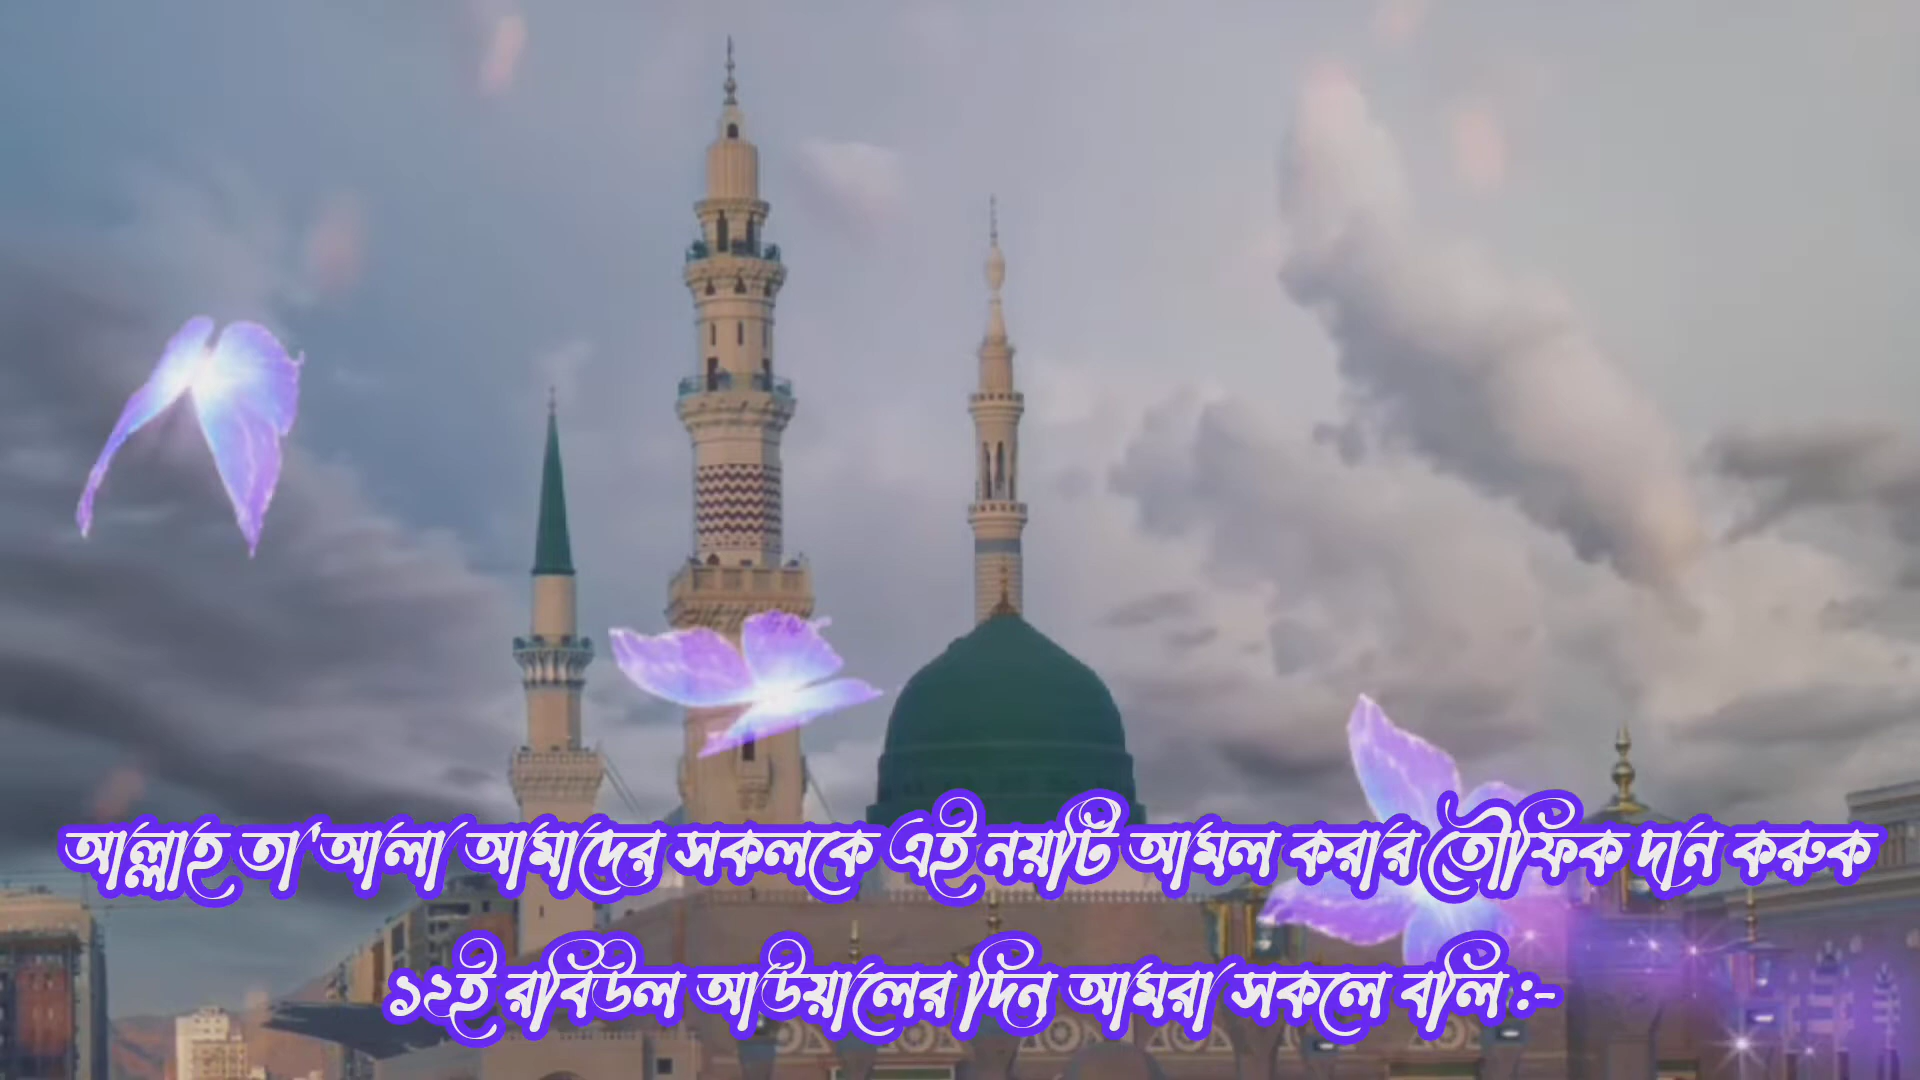 আল্লাহ তা'আলা আমাদের সকলকে এই নয়টি আমল করার তৌফিক দান করুক
১২ই রবিউল আউয়ালের দিন আমরা সকলে বলি :-